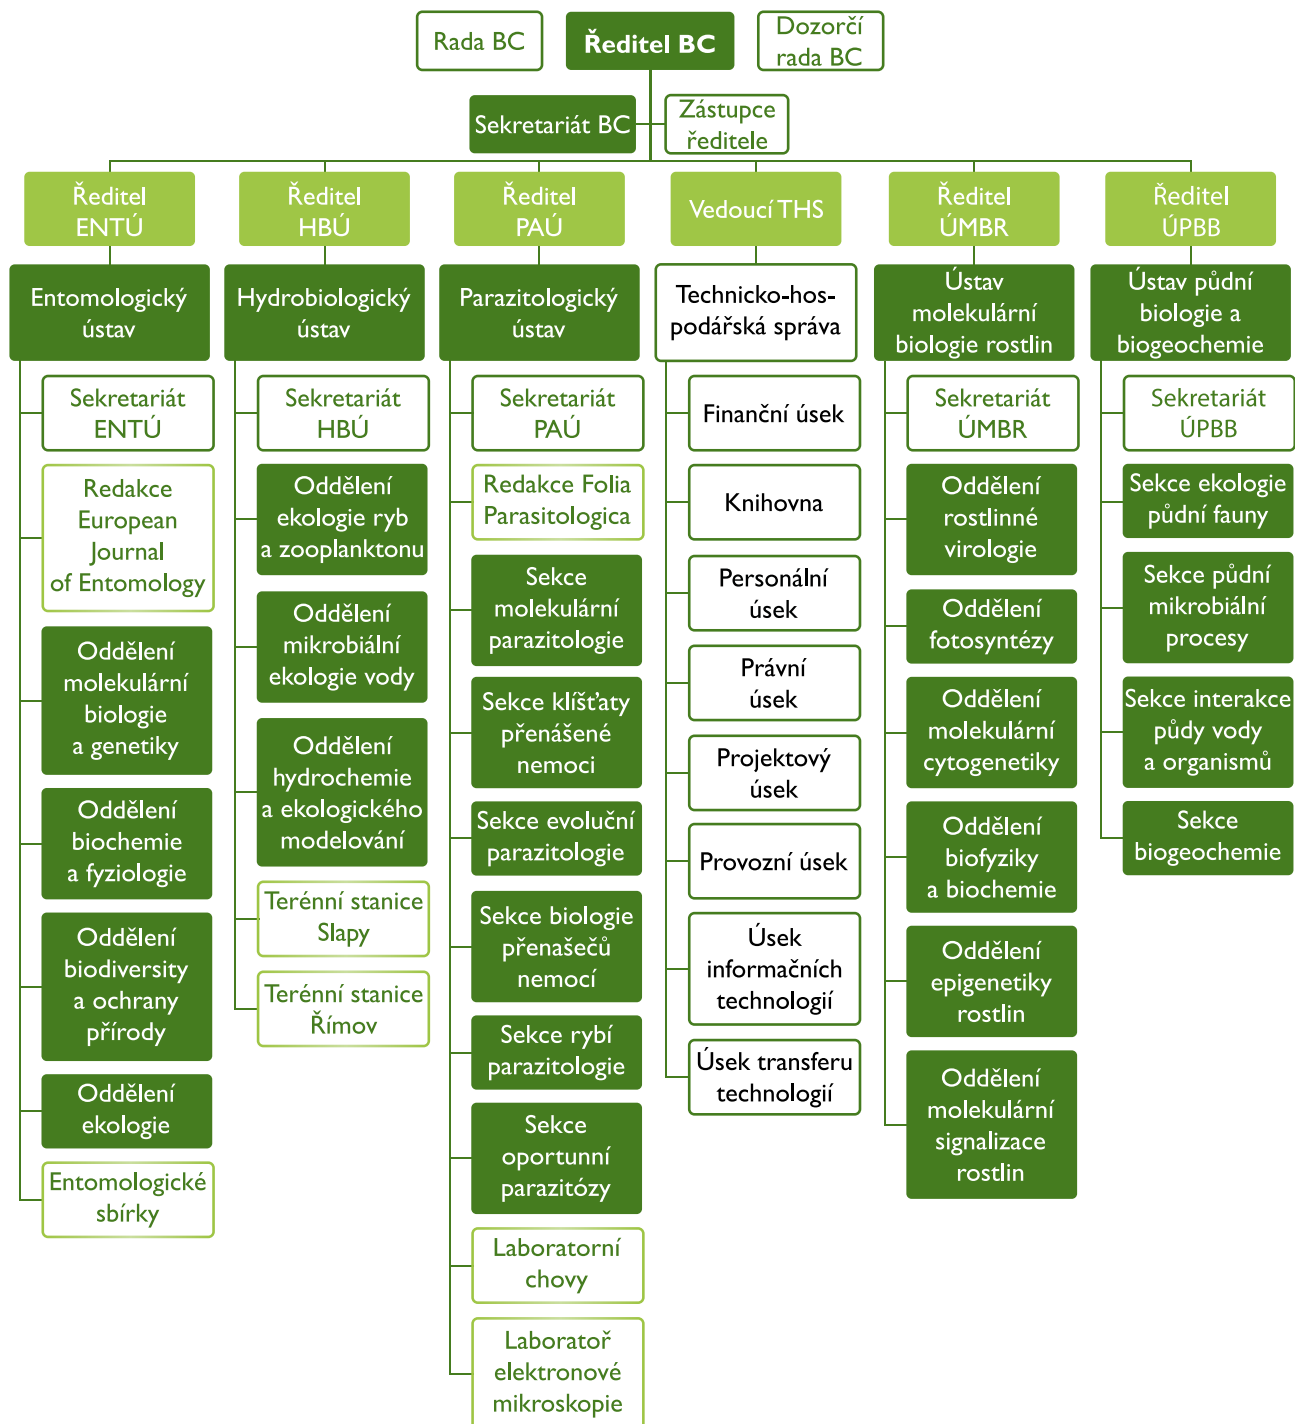 Rada BC
Ředitel BC
Dozorčí
rada BC
Sekretariát BC
Zástupce
ředitele
Ředitel
ENTÚ
Ředitel
HBÚ
Ředitel
PAÚ
Vedoucí THS
Ředitel
ÚMBR
Ředitel
ÚPBB
Entomologický
ústav
Hydrobiologický
ústav
Parazitologický
ústav
Technicko-hos-
podářská správa
Ústav
molekulární
biologie rostlin
Ústav půdní
biologie a
biogeochemie
Sekretariát
ENTÚ
Redakce
European
Journal
of Entomology
Oddělení
molekulární
biologie
a genetiky
Oddělení
biochemie
a fyziologie
Oddělení
biodiversity
a ochrany
přírody
Oddělení
ekologie
Entomologické
sbírky
Sekretariát
HBÚ
Oddělení
ekologie ryb
a zooplanktonu
Oddělení
mikrobiální
ekologie vody
Oddělení
hydrochemie
a ekologického
modelování
Terénní stanice
Slapy
Terénní stanice
Římov
Sekretariát
PAÚ
Redakce Folia
Parasitologica
Sekce
molekulární
parazitologie
Sekce klíšťaty
přenášené
nemoci
Sekce evoluční
parazitologie
Sekce biologie
přenašečů
nemocí
Sekce rybí
parazitologie
Sekce
oportunní
parazitózy
Laboratorní
chovy
Laboratoř
elektronové
mikroskopie
Finanční úsek
Knihovna
Personální
úsek
Právní
úsek
Projektový
úsek
Provozní úsek
Úsek
informačních
technologií
Úsek transferu
technologií
Sekretariát
ÚMBR
Oddělení
rostlinné
virologie
Oddělení
fotosyntézy
Oddělení
molekulární
cytogenetiky
Oddělení
biofyziky
a biochemie
Oddělení
epigenetiky
rostlin
Oddělení
molekulární
signalizace
rostlin
Sekretariát
ÚPBB
Sekce ekologie
půdní fauny
Sekce půdní
mikrobiální
procesy
Sekce interakce
půdy vody
a organismů
Sekce
biogeochemie